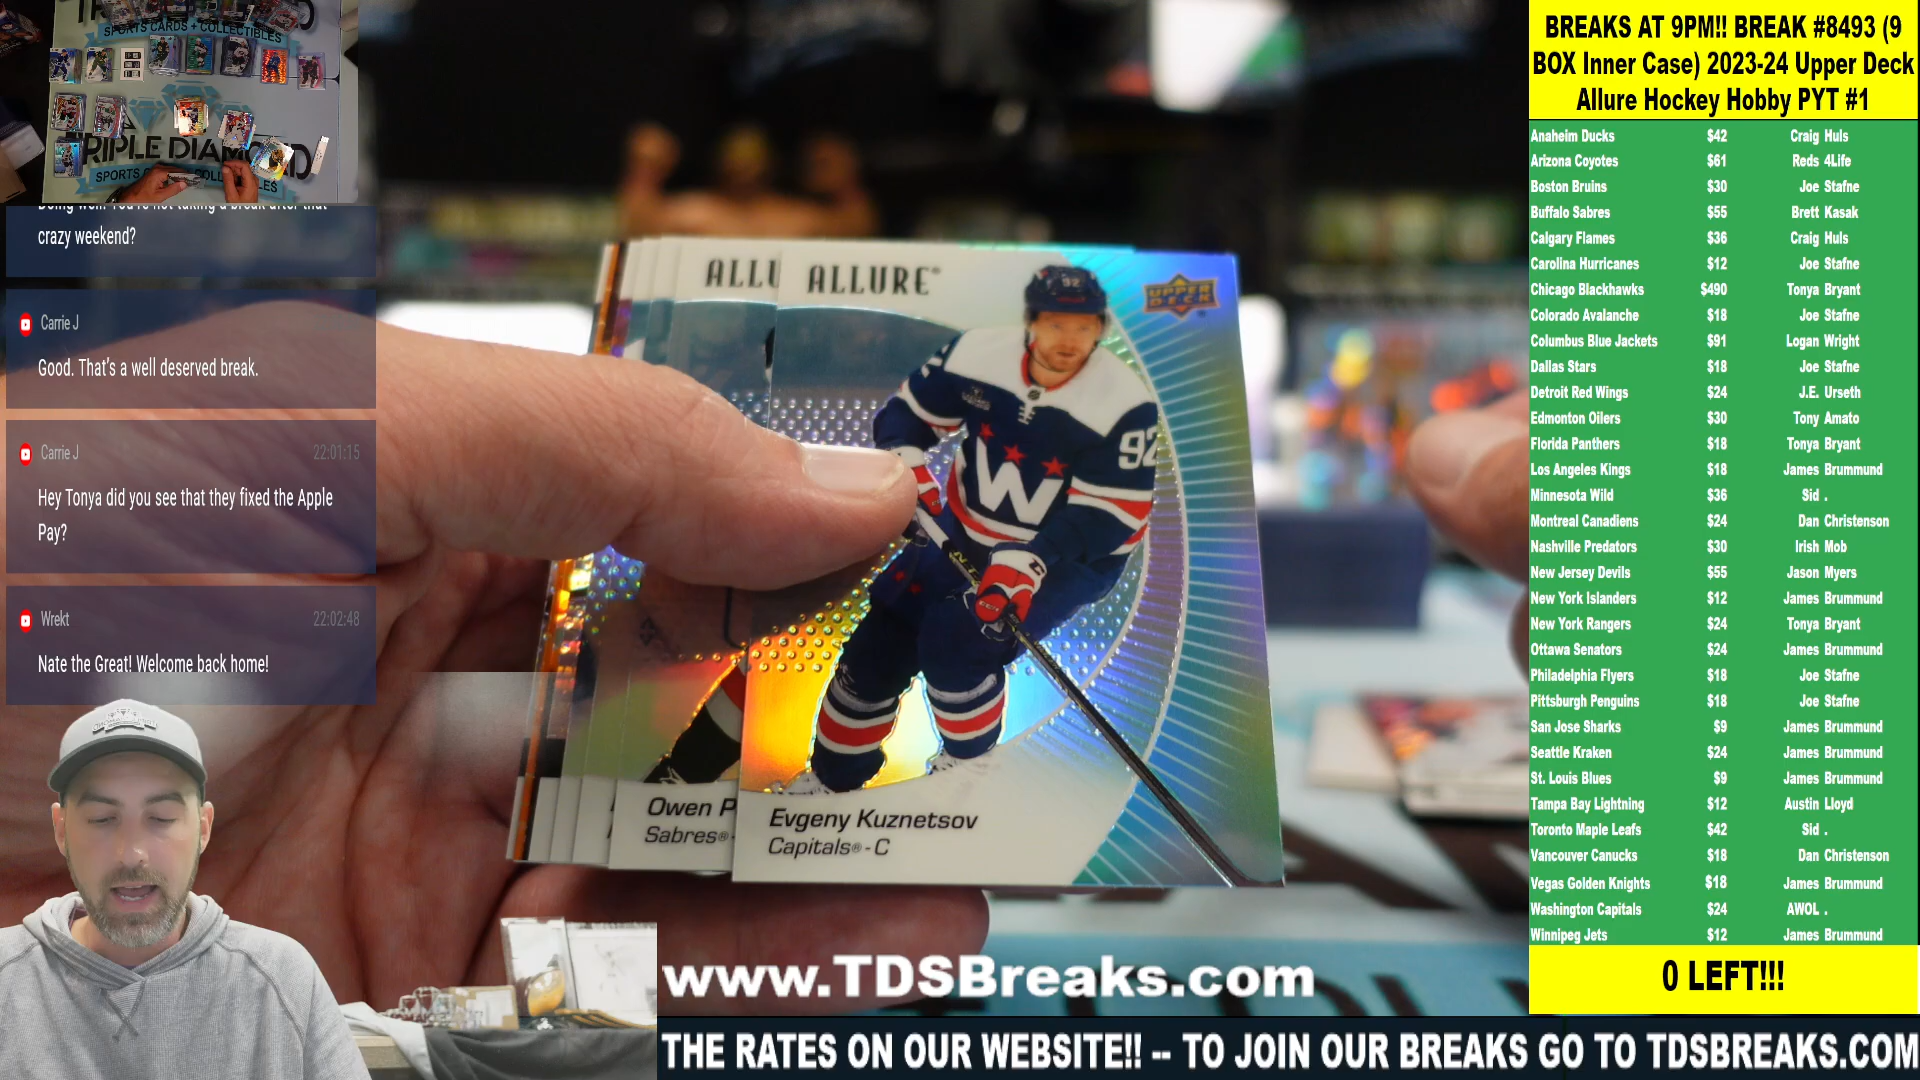 SPORTS CARDS + COLLECTIBLES
TRIPLE DIAMOND
SPORTS
crazy weekend?
Carrie J
Good. That's a well deserved break.
Carrie J 22:01:15
Hey Tonya did you see that they fixed the Apple
Pay?
Wrekt 22:02:48
Nate the Great! Welcome back home!
ALLU
ALLURE
UPPER DECK
92
92
W
Owen P
Sabres®-
Evgeny Kuznetsov
Capitals®-C
www.TDSBreaks.com
THE RATES ON OUR WEBSITE!! -- TO JOIN OUR BREAKS GO TO TDSBREAKS.COM
BREAKS AT 9PM!! BREAK #8493 (9
BOX Inner Case) 2023-24 Upper Deck
Allure Hockey Hobby PYT #1
Anaheim Ducks $42 Craig Huls
Arizona Coyotes $61 Reds 4Life
Boston Bruins $30 Joe Stafne
Buffalo Sabres $55 Brett Kasak
Calgary Flames $36 Craig Huls
Carolina Hurricanes $12 Joe Stafne
Chicago Blackhawks $490 Tonya Bryant
Colorado Avalanche $18 Joe Stafne
Columbus Blue Jackets $91 Logan Wright
Dallas Stars $18 Joe Stafne
Detroit Red Wings $24 J.E. Urseth
Edmonton Oilers $30 Tony Amato
Florida Panthers $18 Tonya Bryant
Los Angeles Kings $18 James Brummund
Minnesota Wild $36 Sid .
Montreal Canadiens $24 Dan Christenson
Nashville Predators $30 Irish Mob
New Jersey Devils $55 Jason Myers
New York Islanders $12 James Brummund
New York Rangers $24 Tonya Bryant
Ottawa Senators $24 James Brummund
Philadelphia Flyers $18 Joe Stafne
Pittsburgh Penguins $18 Joe Stafne
San Jose Sharks $9 James Brummund
Seattle Kraken $24 James Brummund
St. Louis Blues $9 James Brummund
Tampa Bay Lightning $12 Austin Lloyd
Toronto Maple Leafs $42 Sid .
Vancouver Canucks $18 Dan Christenson
Vegas Golden Knights $18 James Brummund
Washington Capitals $24 AWOL .
Winnipeg Jets $12 James Brummund
0 LEFT!!!